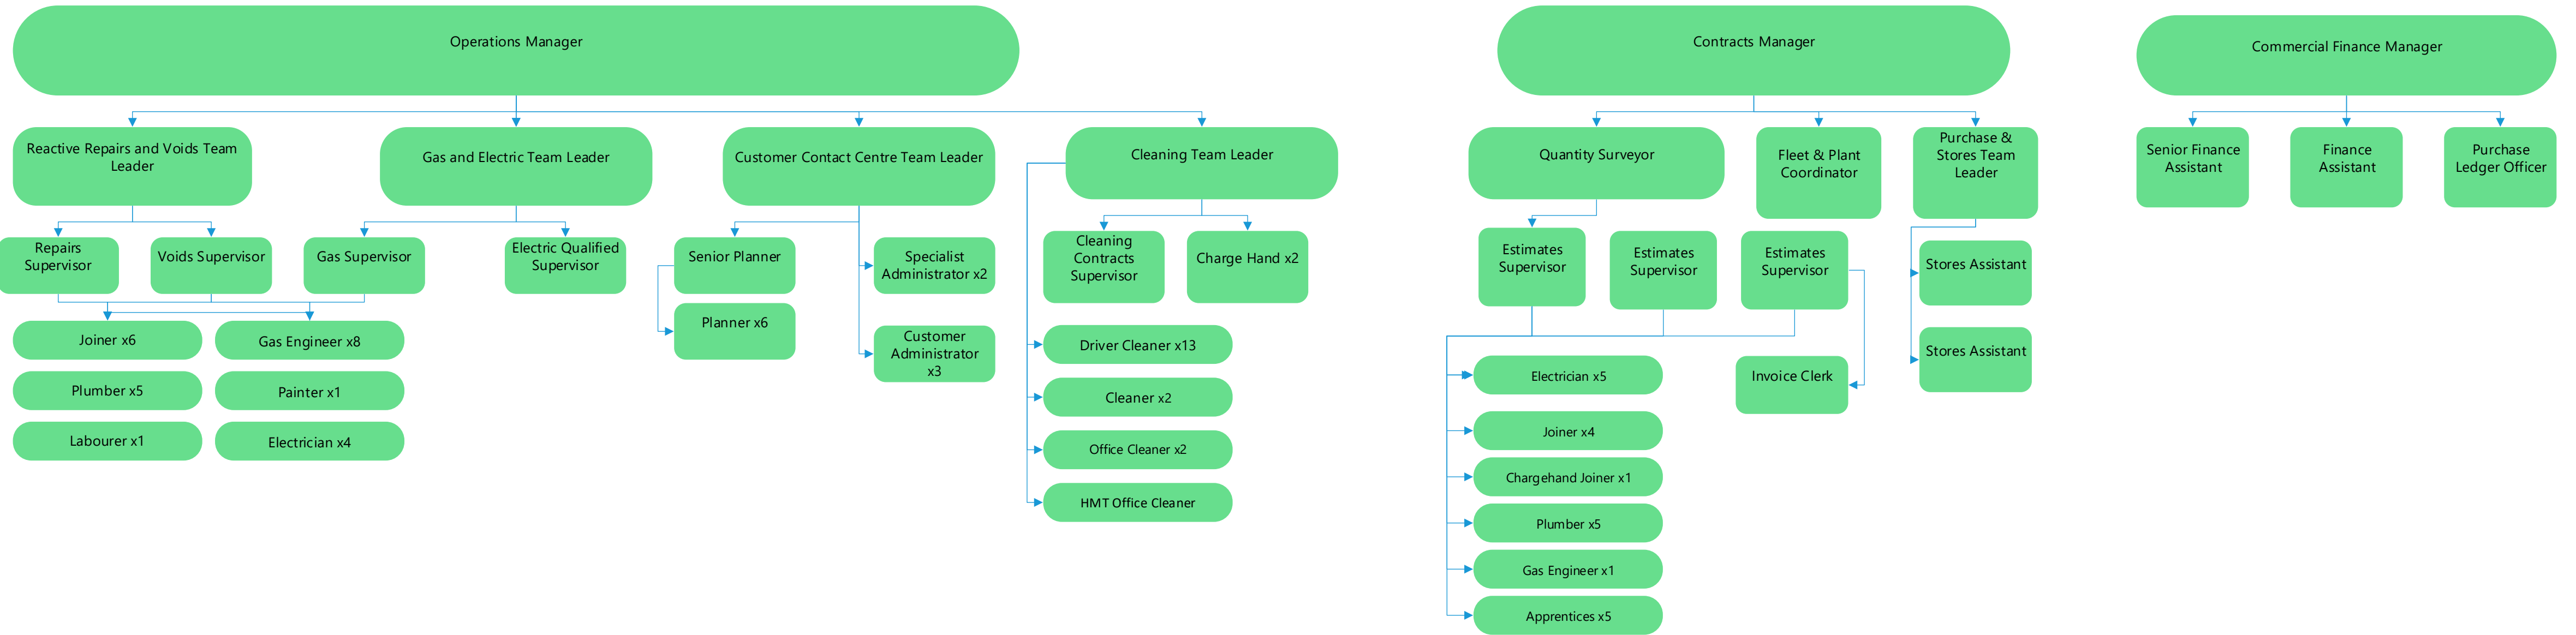 Operations Manager
Contracts Manager
Commercial Finance Manager
Reactive Repairs and Voids Team
Leader
Gas and Electric Team Leader
Customer Contact Centre Team Leader
Cleaning Team Leader
Quantity Surveyor
Fleet & Plant
Coordinator
Purchase &
Stores Team
Leader
Senior Finance
Assistant
Finance
Assistant
Purchase
Ledger Officer
Repairs
Supervisor
Voids Supervisor
Gas Supervisor
Electric Qualified
Supervisor
Senior Planner
Specialist
Administrator x2
Cleaning
Contracts
Supervisor
Charge Hand x2
Estimates
Supervisor
Estimates
Supervisor
Estimates
Supervisor
Stores Assistant
Joiner x6
Gas Engineer x8
Planner x6
Customer
Administrator
x3
Driver Cleaner x13
Stores Assistant
Plumber x5
Painter x1
Cleaner x2
Electrician x5
Invoice Clerk
Labourer x1
Electrician x4
Office Cleaner x2
Joiner x4
HMT Office Cleaner
Chargehand Joiner x1
Plumber x5
Gas Engineer x1
Apprentices x5